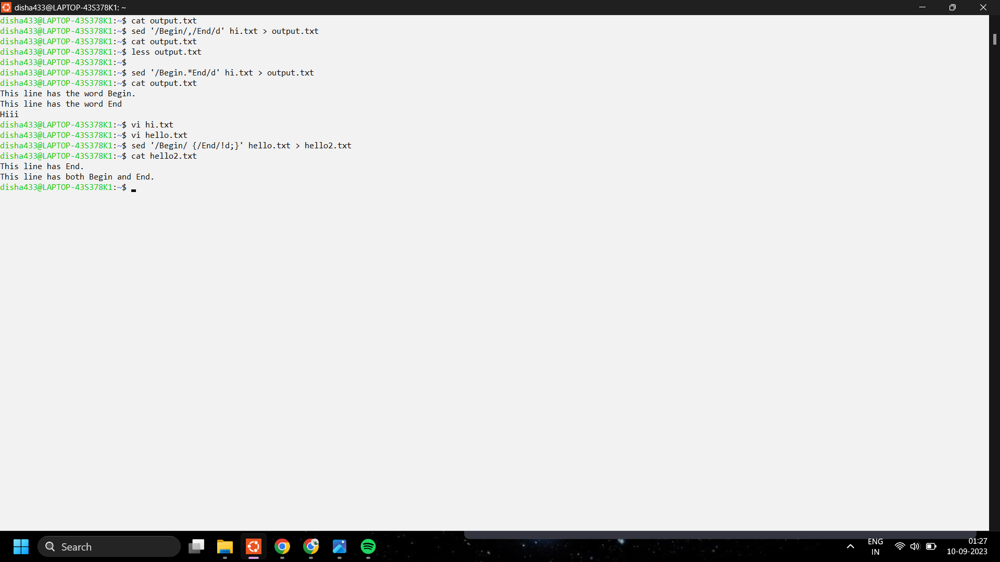 disha433@LAPTOP-43S378K1: ~
disha433@LAPTOP-43S378K1:~$ cat output.txt
disha433@LAPTOP-43S378K1:~$ sed '/Begin/,/End/d' hi.txt > output.txt
disha433@LAPTOP-43S378K1:~$ cat output.txt
disha433@LAPTOP-43S378K1:~$ less output.txt
disha433@LAPTOP-43S378K1:~$
disha433@LAPTOP-43S378K1:~$ sed '/Begin.*End/d' hi.txt > output.txt
disha433@LAPTOP-43S378K1:~$ cat output.txt
This line has the word Begin.
This line has the word End
Hiii
disha433@LAPTOP-43S378K1:~$ vi hi.txt
disha433@LAPTOP-43S378K1:~$ vi hello.txt
disha433@LAPTOP-43S378K1:~$ sed '/Begin/ {/End/!d;}' hello.txt > hello2.txt
disha433@LAPTOP-43S378K1:~$ cat hello2.txt
This line has End.
This line has both Begin and End.
disha433@LAPTOP-43S378K1:~$
Search
ENG
IN
01:27
10-09-2023